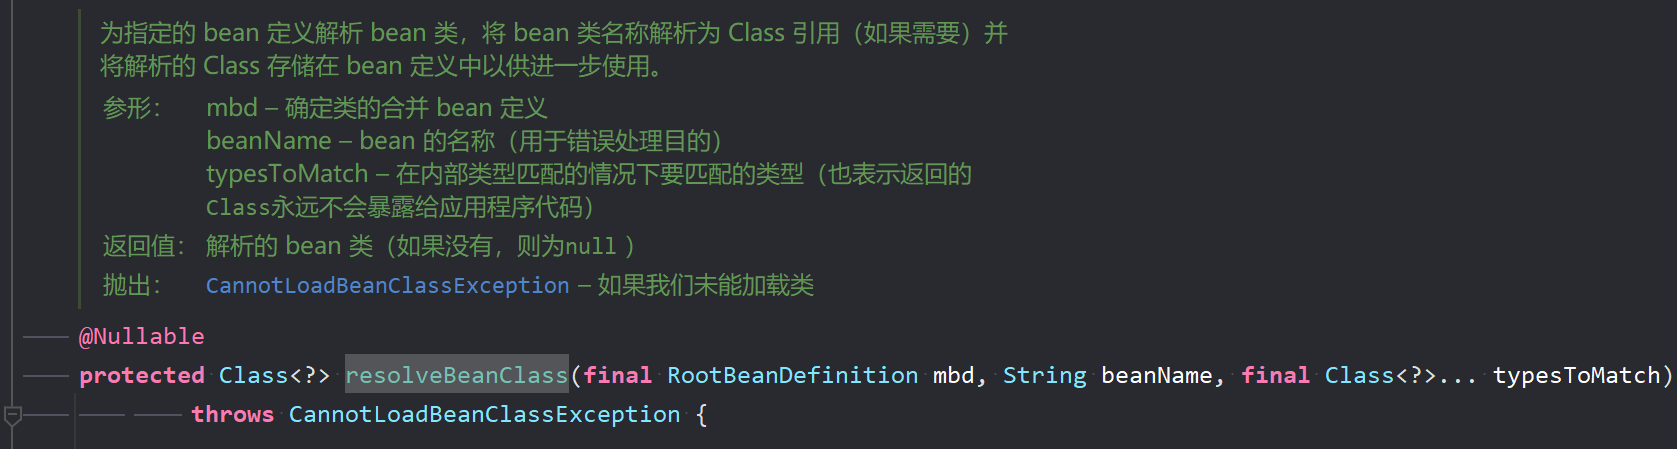 为指定的 bean 定义解析 bean 类，将 bean 类名称解析为 Class 引用（如果需要）并
将解析的 Class 存储在 bean 定义中以供进一步使用。
参形： mbd – 确定类的合并 bean 定义
beanName – bean 的名称（用于错误处理目的）
typesToMatch – 在内部类型匹配的情况下要匹配的类型（也表示返回的
Class永远不会暴露给应用程序代码）
返回值： 解析的 bean 类（如果没有，则为null ）
抛出： CannotLoadBeanClassException – 如果我们未能加载类
@Nullable
protected Class<?> resolveBeanClass(final RootBeanDefinition mbd, String beanName, final Class<?>... typesToMatch)
throws CannotLoadBeanClassException {